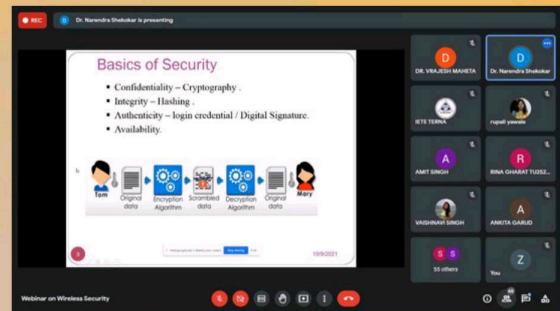 REC
D
Dr. Narendra Shekokar is presenting
Basics of Security
▪ Confidentiality – Cryptography .
▪ Integrity – Hashing .
▪ Authenticity – login credential / Digital Signature.
▪ Availability.
Tom
Original data
Encryption Algorithm
Scrambled data
Decryption Algorithm
Original data
Mary
3
Stop sharing
10/9/2021
D
DR. VRAJESH MAHETA
D
Dr. Narendra Shekokar
IETE TERNA
rupali yawale
A
AMIT SINGH
R
RINA GHARAT TU2S2...
VAISHNAVI SINGH
A
ANKITA GARUD
S S
55 others
Z
You
Webinar on Wireless Security